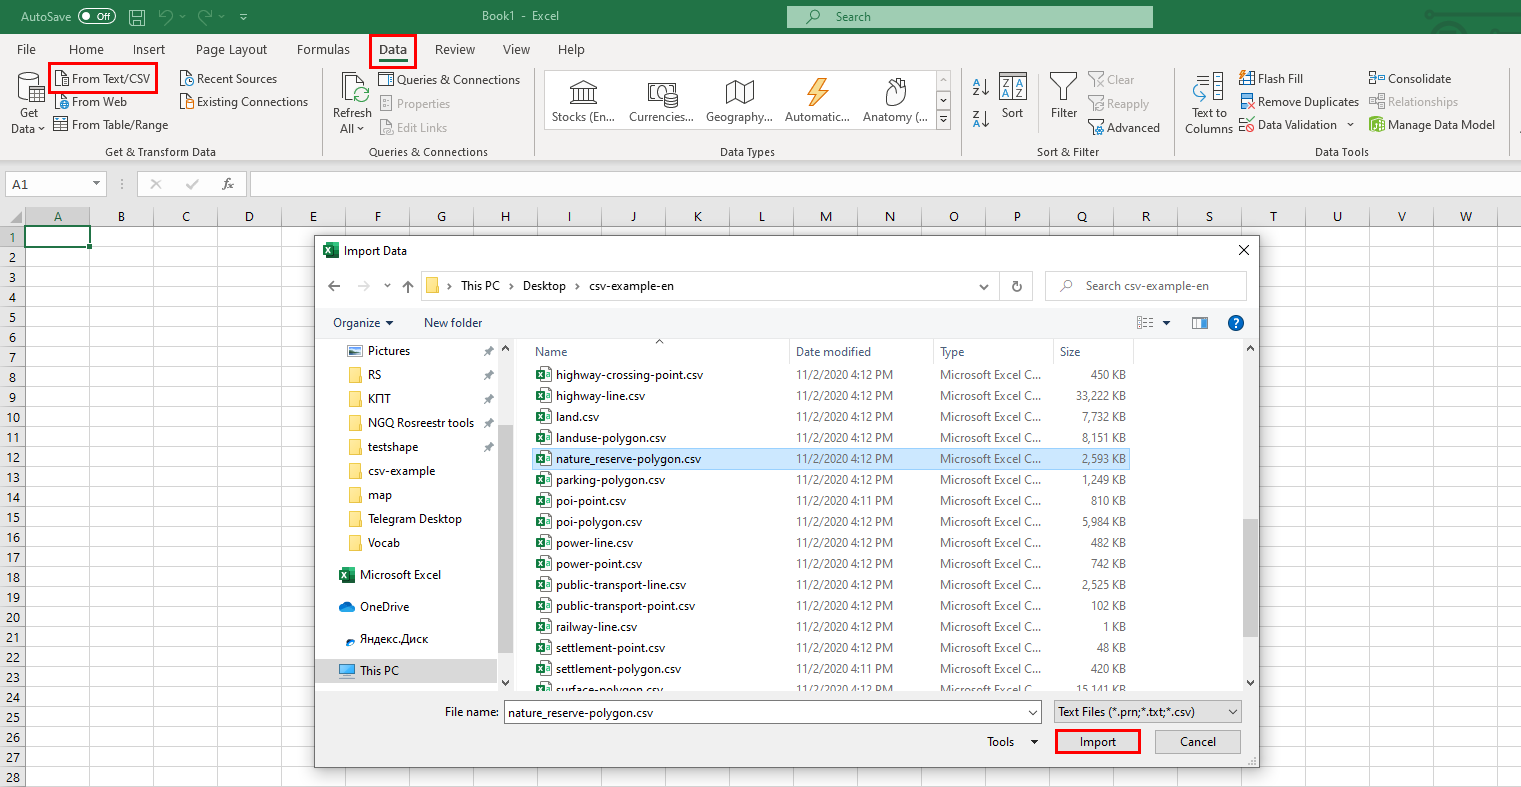 AutoSave Off Book1 - Excel Search
File Home Insert Page Layout Formulas Data Review View Help
Get Data
From Text/CSV
From Web
From Table/Range
Recent Sources
Existing Connections
Get & Transform Data
Refresh All
Queries & Connections
Properties
Edit Links
Queries & Connections
Stocks (En... Currencies... Geography... Automatic... Anatomy (...
Data Types
Sort
Filter
Clear
Reapply
Advanced
Sort & Filter
Text to Columns
Flash Fill
Remove Duplicates
Data Validation
Consolidate
Relationships
Manage Data Model
Data Tools
A1 fx
A B C D E F G H I J K L M N O P Q R S T U V W
1
2
3
4
5
6
7
8
9
10
11
12
13
14
15
16
17
18
19
20
21
22
23
24
25
26
27
28
Import Data
This PC > Desktop > csv-example-en
Search csv-example-en
Organize New folder
Pictures
RS
КПТ
NGQ Rosreestr tools
testshape
csv-example
map
Telegram Desktop
Vocab
Microsoft Excel
OneDrive
Яндекс.Диск
This PC
Name Date modified Type Size
highway-crossing-point.csv 11/2/2020 4:12 PM Microsoft Excel C... 450 KB
highway-line.csv 11/2/2020 4:12 PM Microsoft Excel C... 33,222 KB
land.csv 11/2/2020 4:12 PM Microsoft Excel C... 7,732 KB
landuse-polygon.csv 11/2/2020 4:12 PM Microsoft Excel C... 8,151 KB
nature_reserve-polygon.csv 11/2/2020 4:12 PM Microsoft Excel C... 2,593 KB
parking-polygon.csv 11/2/2020 4:12 PM Microsoft Excel C... 1,249 KB
poi-point.csv 11/2/2020 4:11 PM Microsoft Excel C... 810 KB
poi-polygon.csv 11/2/2020 4:12 PM Microsoft Excel C... 5,984 KB
power-line.csv 11/2/2020 4:12 PM Microsoft Excel C... 482 KB
power-point.csv 11/2/2020 4:12 PM Microsoft Excel C... 742 KB
public-transport-line.csv 11/2/2020 4:12 PM Microsoft Excel C... 2,525 KB
public-transport-point.csv 11/2/2020 4:12 PM Microsoft Excel C... 102 KB
railway-line.csv 11/2/2020 4:12 PM Microsoft Excel C... 1 KB
settlement-point.csv 11/2/2020 4:12 PM Microsoft Excel C... 48 KB
settlement-polygon.csv 11/2/2020 4:11 PM Microsoft Excel C... 420 KB
surface-polygon.csv 11/2/2020 4:12 PM Microsoft Excel C... 15,141 KB
File name: nature_reserve-polygon.csv Text Files (*.prn;*.txt;*.csv)
Tools Import Cancel